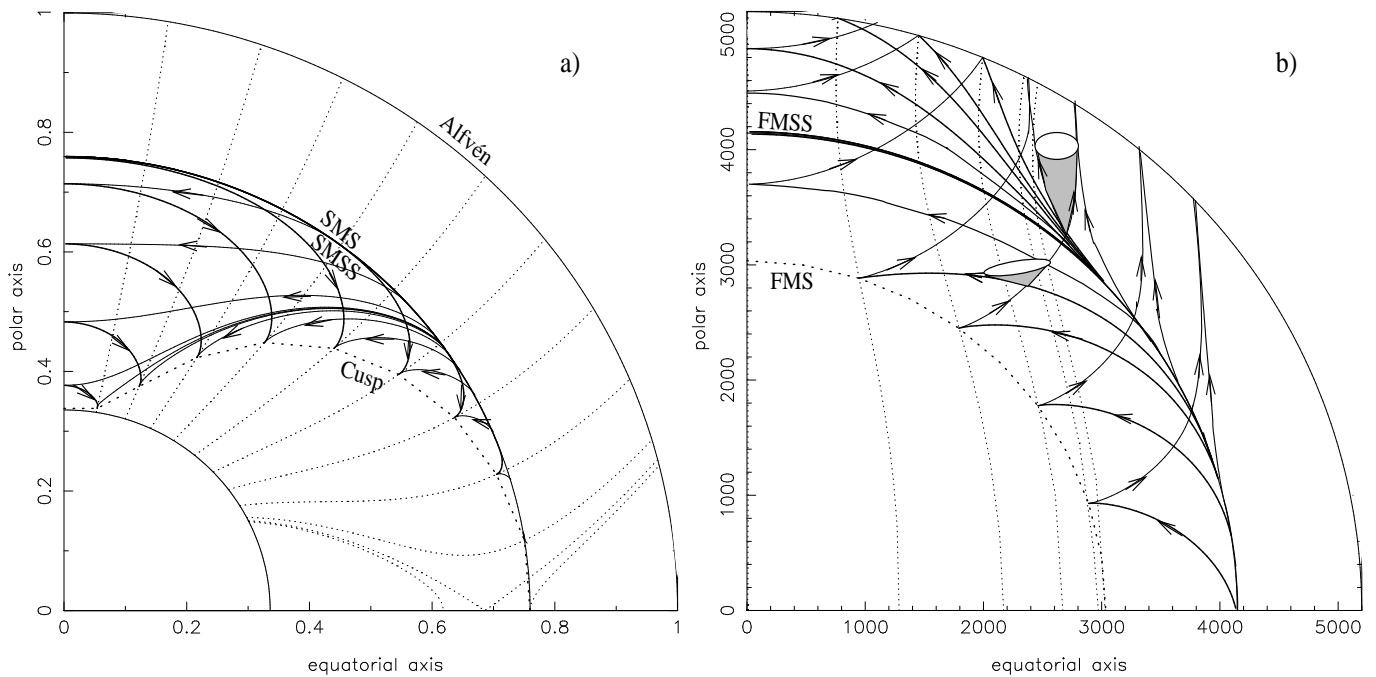 a)
Alfvén
SMS
SMSS
Cusp
1
0.8
0.6
0.4
0.2
0
polar axis
0 0.2 0.4 0.6 0.8 1
equatorial axis
b)
FMSS
FMS
5000
4000
3000
2000
1000
0
polar axis
0 1000 2000 3000 4000 5000
equatorial axis